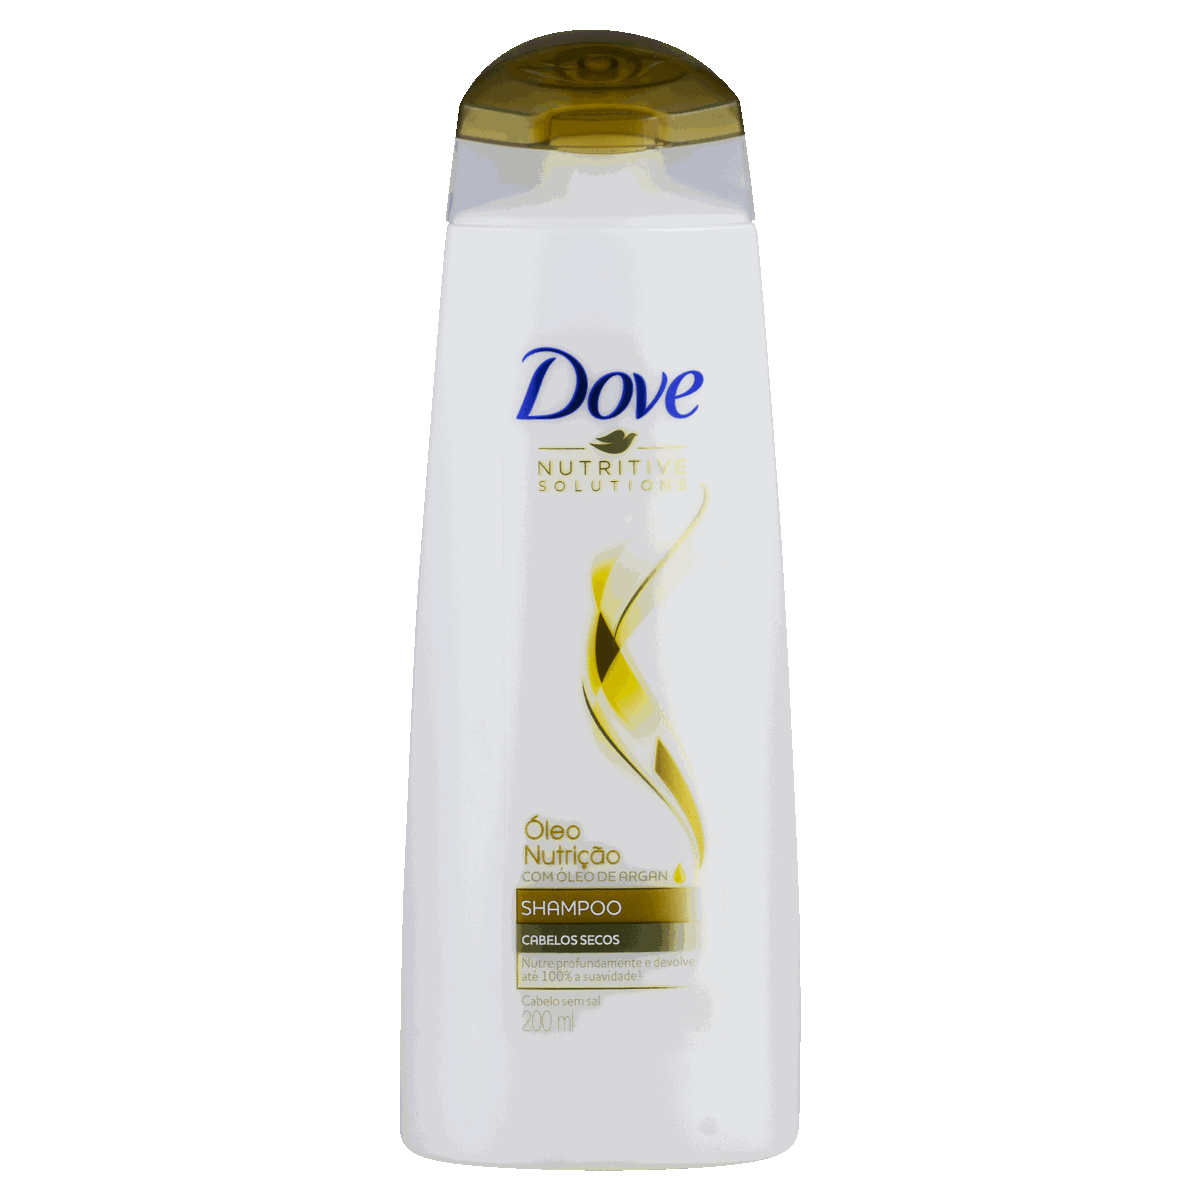 Dove
NUTRITIVE
SOLUTIONS
Óleo
Nutrição
COM ÓLEO DE ARGAN
SHAMPOO
CABELOS SECOS
Nutre profundamente e devolve
até 100% a suavidade¹
Cabelo sem sal
200 ml